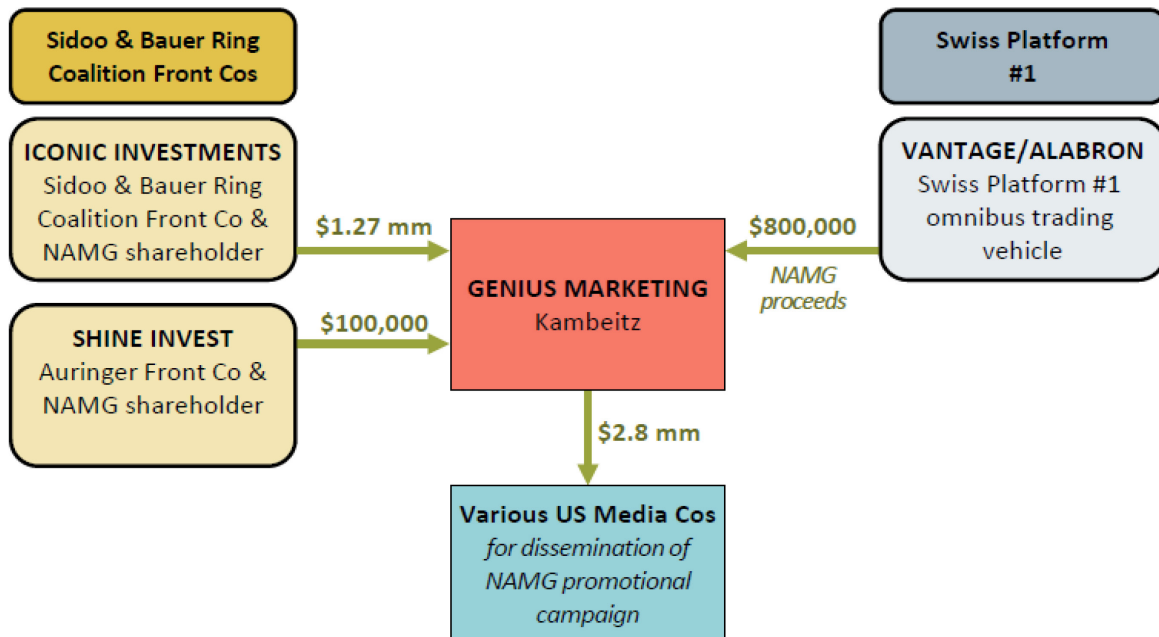 Sidoo & Bauer Ring
Coalition Front Cos
ICONIC INVESTMENTS
Sidoo & Bauer Ring
Coalition Front Co &
NAMG shareholder
SHINE INVEST
Auringer Front Co &
NAMG shareholder
$1.27 mm
$100,000
GENIUS MARKETING
Kambeitz
$2.8 mm
Various US Media Cos
for dissemination of
NAMG promotional
campaign
$800,000
NAMG
proceeds
Swiss Platform
#1
VANTAGE/ALABRON
Swiss Platform #1
omnibus trading
vehicle